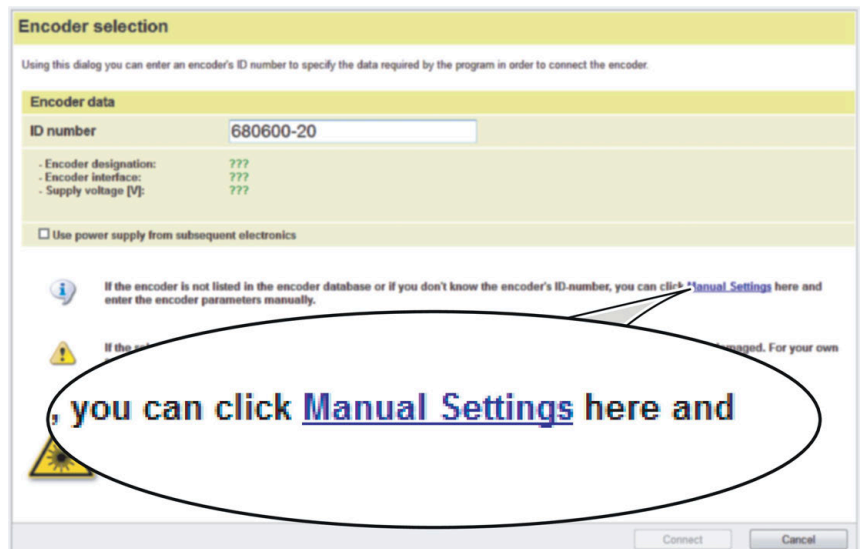 Encoder selection
Using this dialog you can enter an encoder's ID number to specify the data required by the program in order to connect the encoder.
Encoder data
ID number 680600-20
- Encoder designation: ???
- Encoder interface: ???
- Supply voltage [V]: ???
Use power supply from subsequent electronics
If the encoder is not listed in the encoder database or if you don't know the encoder's ID-number, you can click Manual Settings here and
enter the encoder parameters manually.
If the damaged. For your own
, you can click Manual Settings here and
Connect Cancel